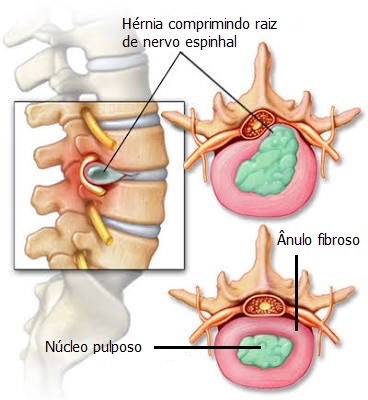 Hérnia comprimindo raiz
de nervo espinhal
Ânulo fibroso
Núcleo pulposo